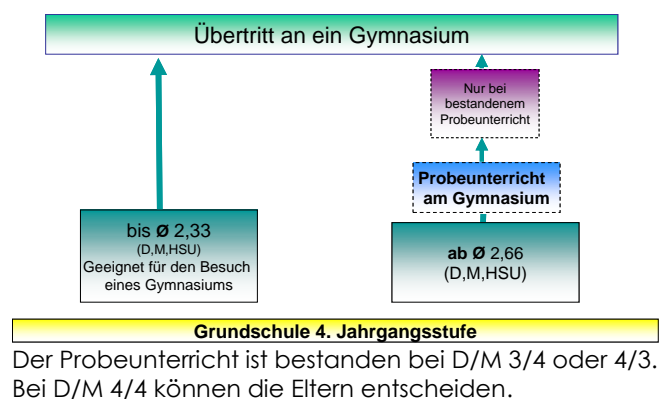 Übertritt an ein Gymnasium
Nur bei
bestandenem
Probeunterricht
Probeunterricht
am Gymnasium
bis Ø 2,33
(D,M,HSU)
Geeignet für den Besuch
eines Gymnasiums
ab Ø 2,66
(D,M,HSU)
Grundschule 4. Jahrgangsstufe
Der Probeunterricht ist bestanden bei D/M 3/4 oder 4/3.
Bei D/M 4/4 können die Eltern entscheiden.